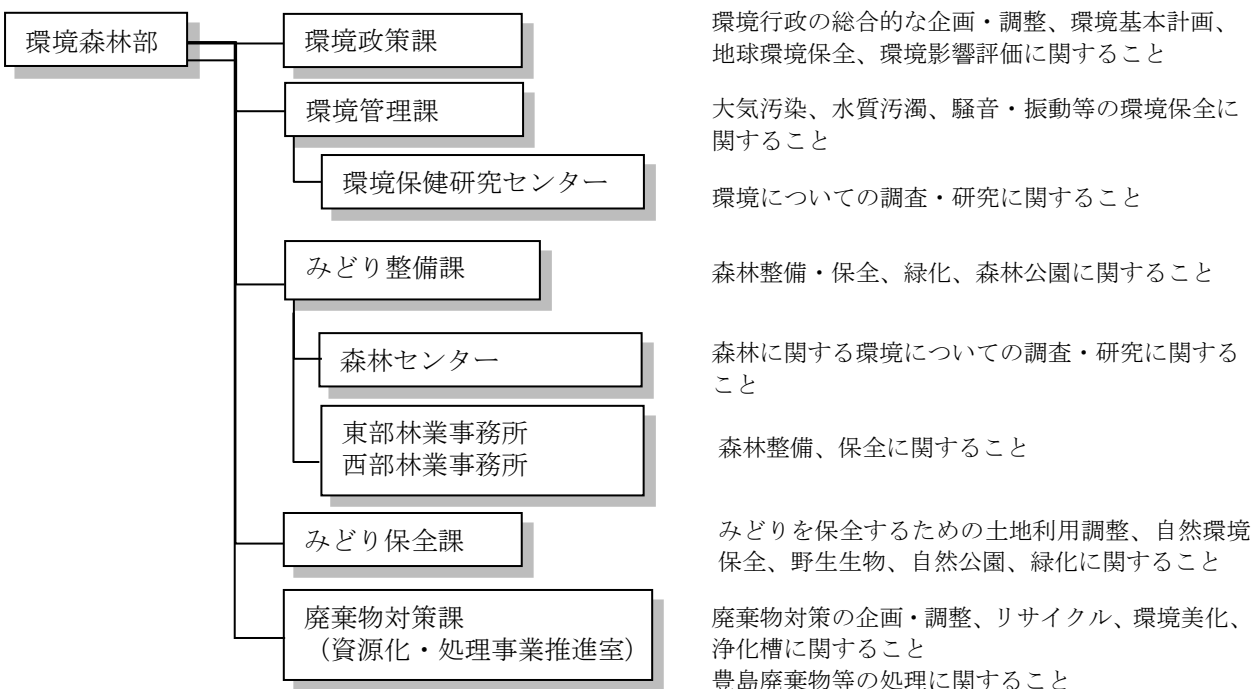 環境森林部
環境政策課
環境行政の総合的な企画・調整、環境基本計画、
地球環境保全、環境影響評価に関すること
環境管理課
大気汚染、水質汚濁、騒音・振動等の環境保全に
関すること
環境保健研究センター
環境についての調査・研究に関すること
みどり整備課
森林整備・保全、緑化、森林公園に関すること
森林センター
森林に関する環境についての調査・研究に関する
こと
東部林業事務所
西部林業事務所
森林整備、保全に関すること
みどり保全課
みどりを保全するための土地利用調整、自然環境
保全、野生生物、自然公園、緑化に関すること
廃棄物対策課
（資源化・処理事業推進室）
廃棄物対策の企画・調整、リサイクル、環境美化、
浄化槽に関すること
豊島廃棄物等の処理に関すること